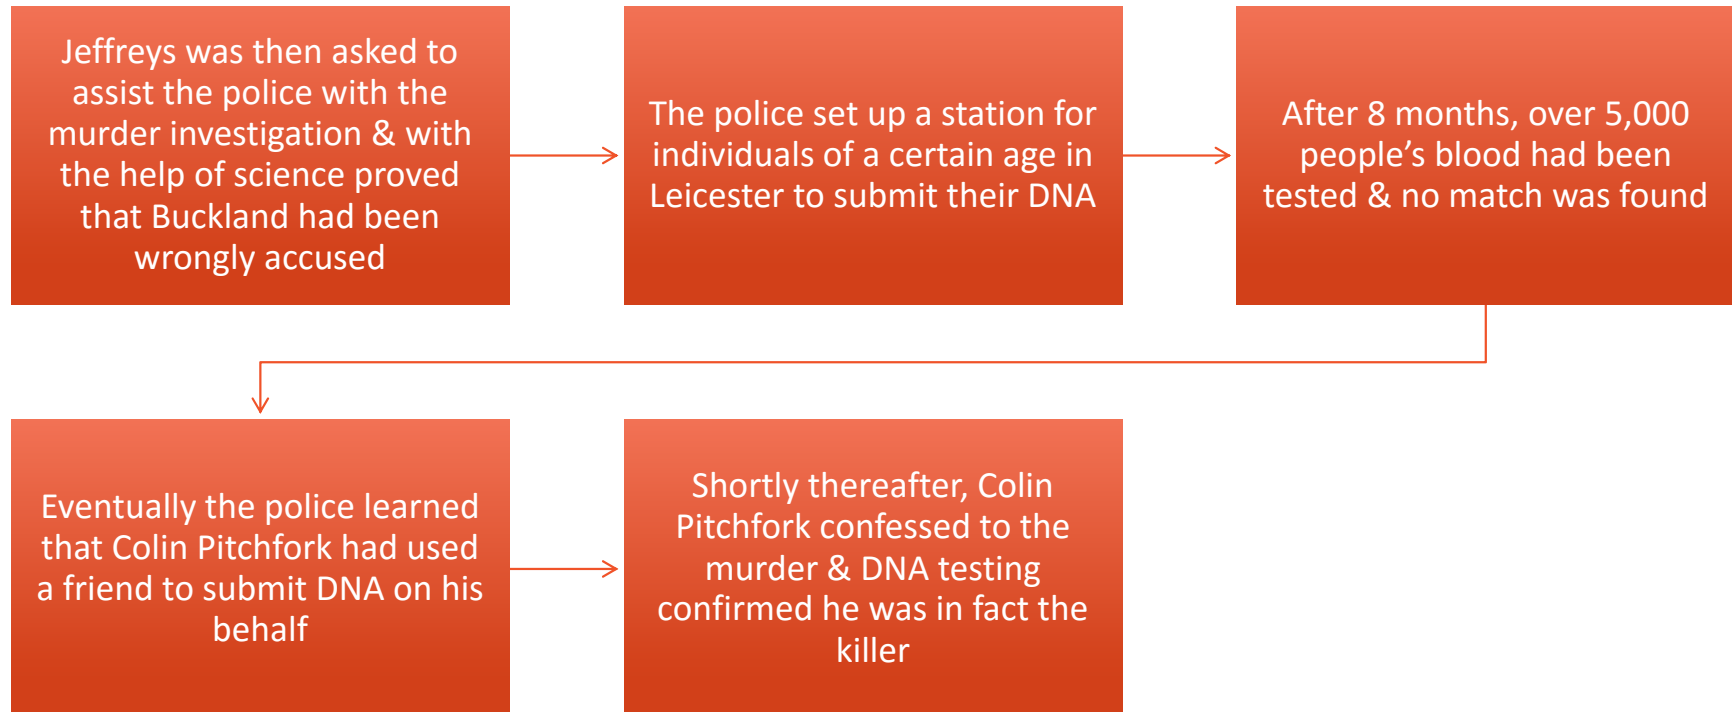 Jeffreys was then asked to
assist the police with the
murder investigation & with
the help of science proved
that Buckland had been
wrongly accused
The police set up a station for
individuals of a certain age in
Leicester to submit their DNA
After 8 months, over 5,000
people’s blood had been
tested & no match was found
Eventually the police learned
that Colin Pitchfork had used
a friend to submit DNA on his
behalf
Shortly thereafter, Colin
Pitchfork confessed to the
murder & DNA testing
confirmed he was in fact the
killer